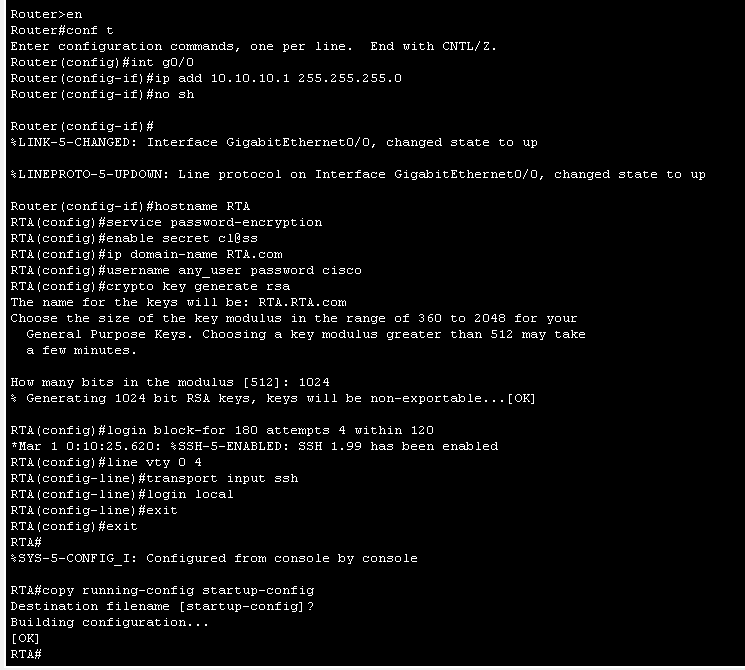 Router>en
Router#conf t
Enter configuration commands, one per line.  End with CNTL/Z.
Router(config)#int g0/0
Router(config-if)#ip add 10.10.10.1 255.255.255.0
Router(config-if)#no sh
Router(config-if)#
%LINK-5-CHANGED: Interface GigabitEthernet0/0, changed state to up
%LINEPROTO-5-UPDOWN: Line protocol on Interface GigabitEthernet0/0, changed state to up
Router(config-if)#hostname RTA
RTA(config)#service password-encryption
RTA(config)#enable secret cl@ss
RTA(config)#ip domain-name RTA.com
RTA(config)#username any_user password cisco
RTA(config)#crypto key generate rsa
The name for the keys will be: RTA.RTA.com
Choose the size of the key modulus in the range of 360 to 2048 for your
  General Purpose Keys. Choosing a key modulus greater than 512 may take
  a few minutes.
How many bits in the modulus [512]: 1024
% Generating 1024 bit RSA keys, keys will be non-exportable...[OK]
RTA(config)#login block-for 180 attempts 4 within 120
*Mar 1 0:10:25.620: %SSH-5-ENABLED: SSH 1.99 has been enabled
RTA(config)#line vty 0 4
RTA(config-line)#transport input ssh
RTA(config-line)#login local
RTA(config-line)#exit
RTA(config)#exit
RTA#
%SYS-5-CONFIG_I: Configured from console by console
RTA#copy running-config startup-config
Destination filename [startup-config]?
Building configuration...
[OK]
RTA#